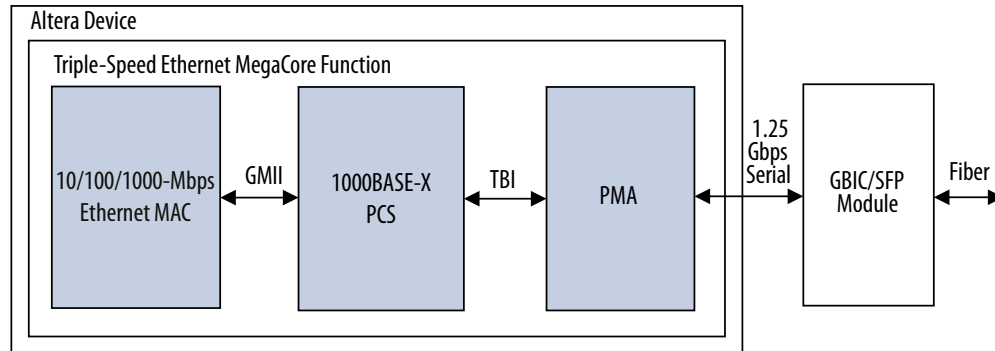 Altera Device
Triple-Speed Ethernet MegaCore Function
10/100/1000-Mbps
Ethernet MAC
GMII
1000BASE-X
PCS
TBI
PMA
1.25
Gbps
Serial
GBIC/SFP
Module
Fiber